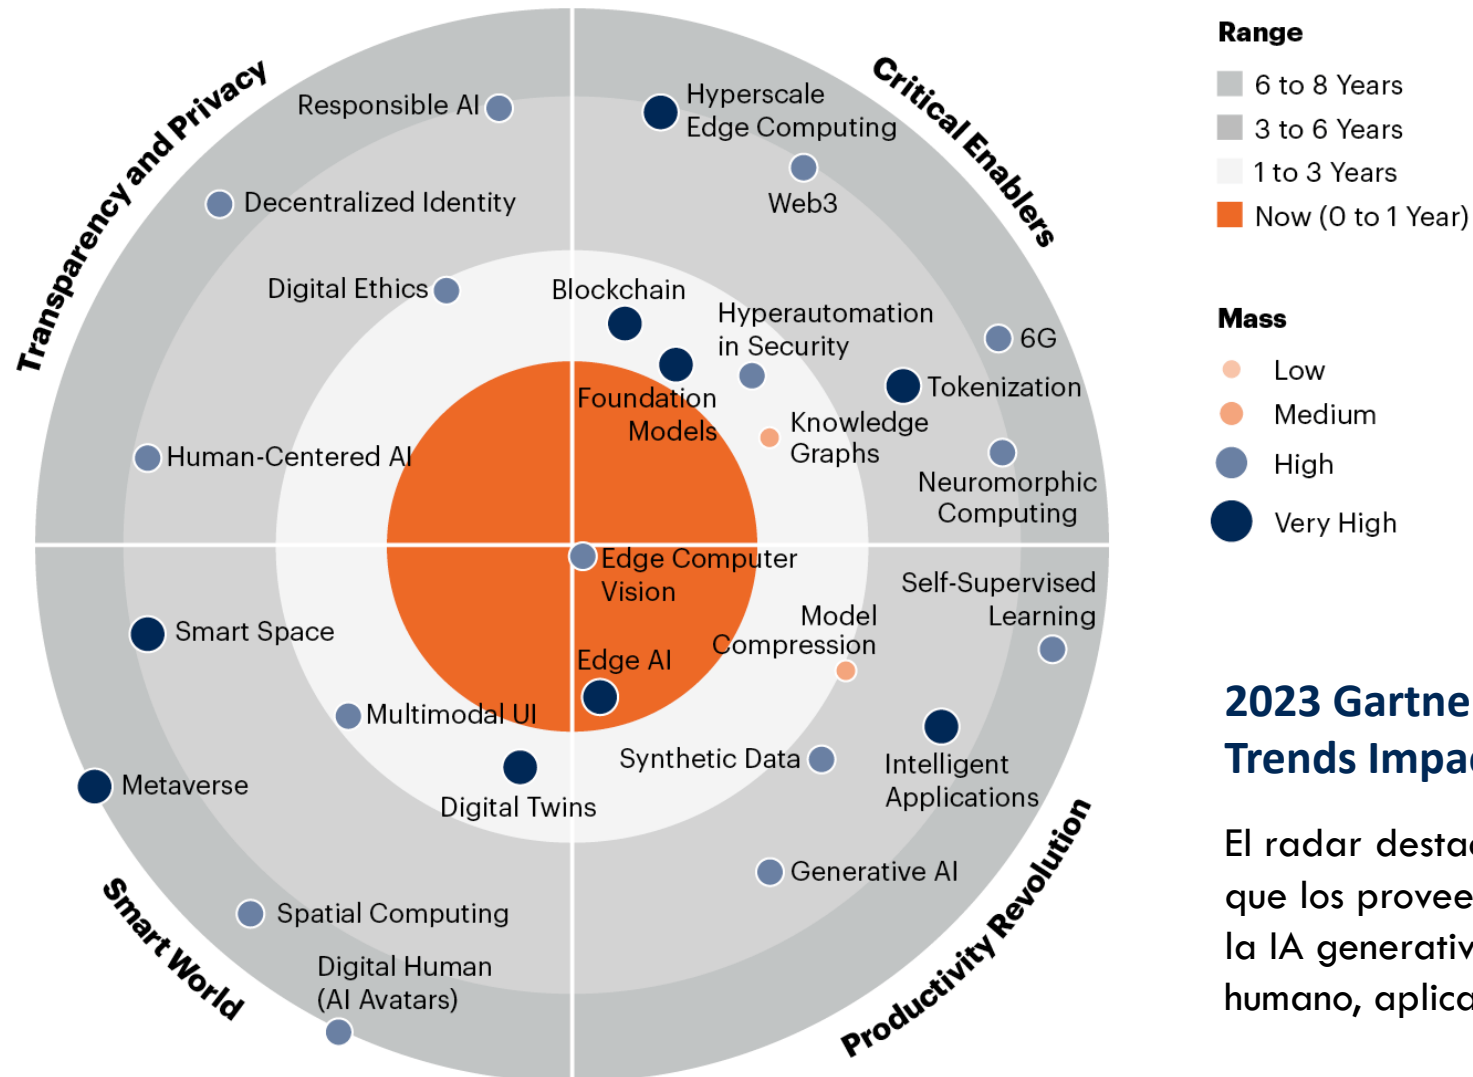 Transparency and Privacy
Critical Enablers
Responsible AI
Decentralized Identity
Digital Ethics
Human-Centered AI
Hyperscale
Edge Computing
Web3
Blockchain
Hyperautomation
in Security
6G
Tokenization
Foundation
Models
Knowledge
Graphs
Neuromorphic
Computing
Edge Computer
Vision
Self-Supervised
Learning
Model
Compression
Edge AI
Synthetic Data
Intelligent
Applications
Generative AI
Productivity Revolution
Smart Space
Multimodal UI
Digital Twins
Metaverse
Spatial Computing
Digital Human
(AI Avatars)
Smart World
Range
6 to 8 Years
3 to 6 Years
1 to 3 Years
Now (0 to 1 Year)
Mass
Low
Medium
High
Very High
2023 Gartne
Trends Impac
El radar destac
que los provee
la IA generativ
humano, aplica